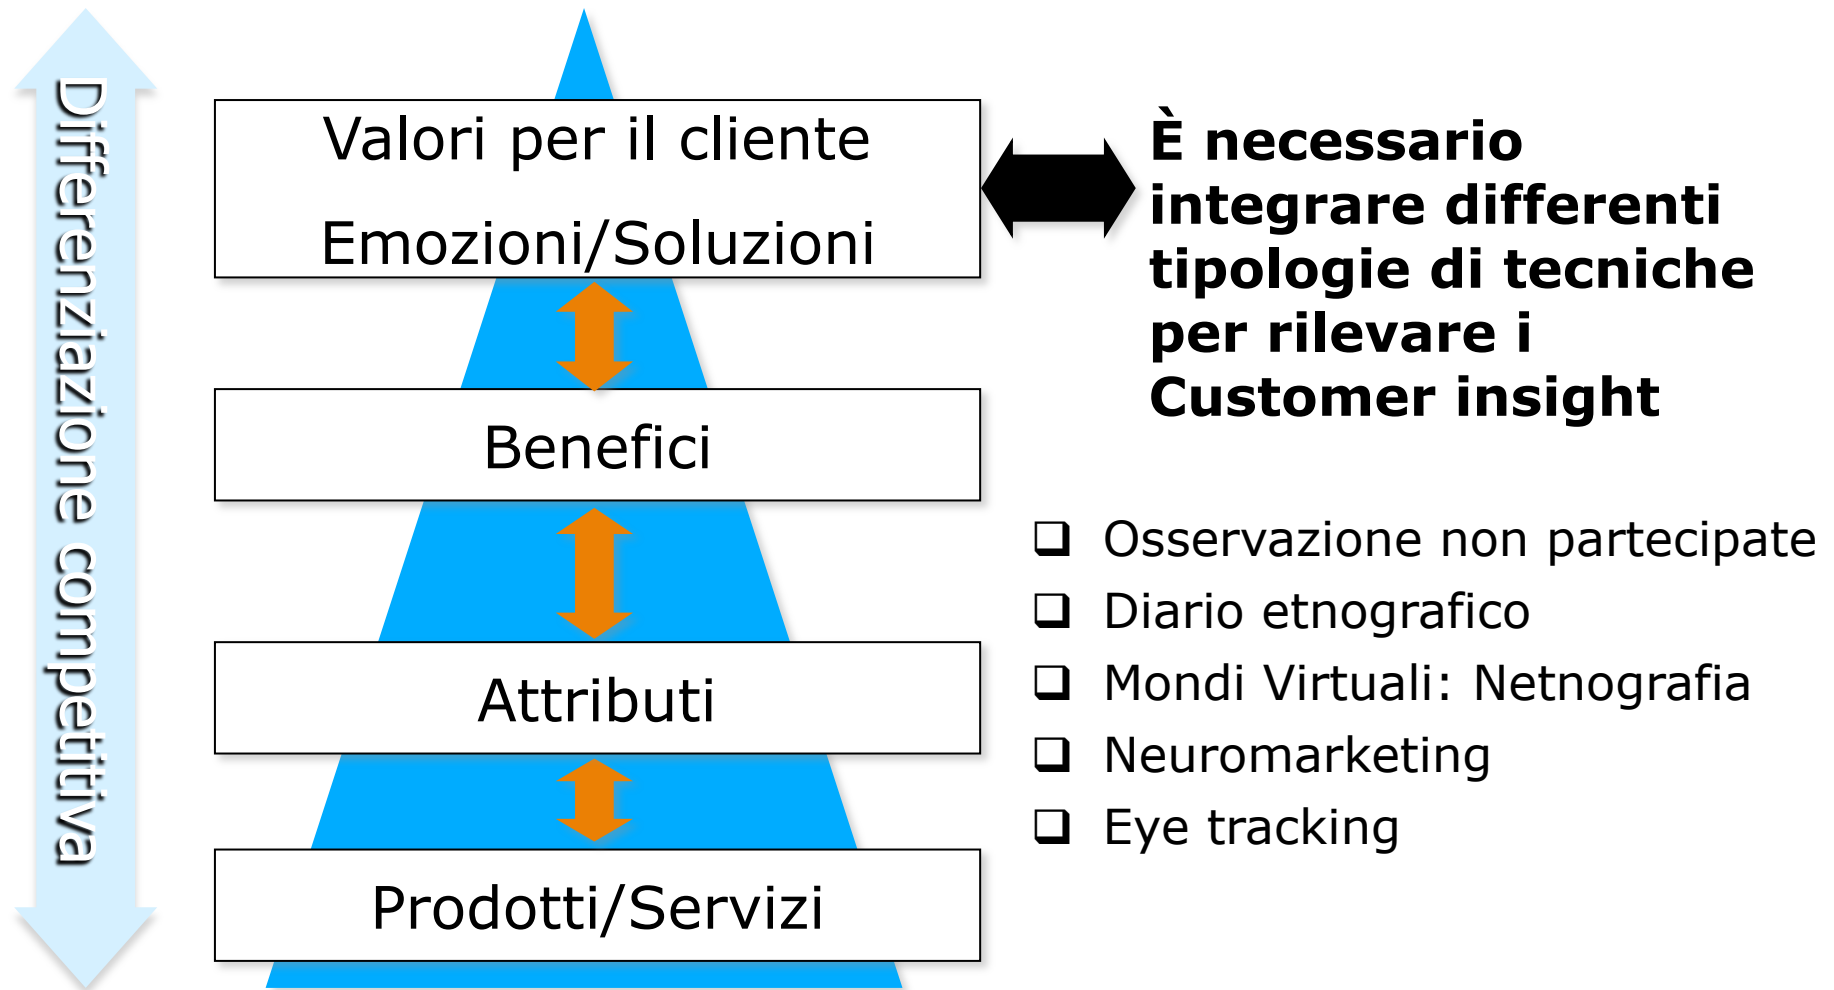 Differenziazione competitiva
Valori per il cliente
Emozioni/Soluzioni
Benefici
Attributi
Prodotti/Servizi
È necessario
integrare differenti
tipologie di tecniche
per rilevare i
Customer insight
❑ Osservazione non partecipate
❑ Diario etnografico
❑ Mondi Virtuali: Netnografia
❑ Neuromarketing
❑ Eye tracking